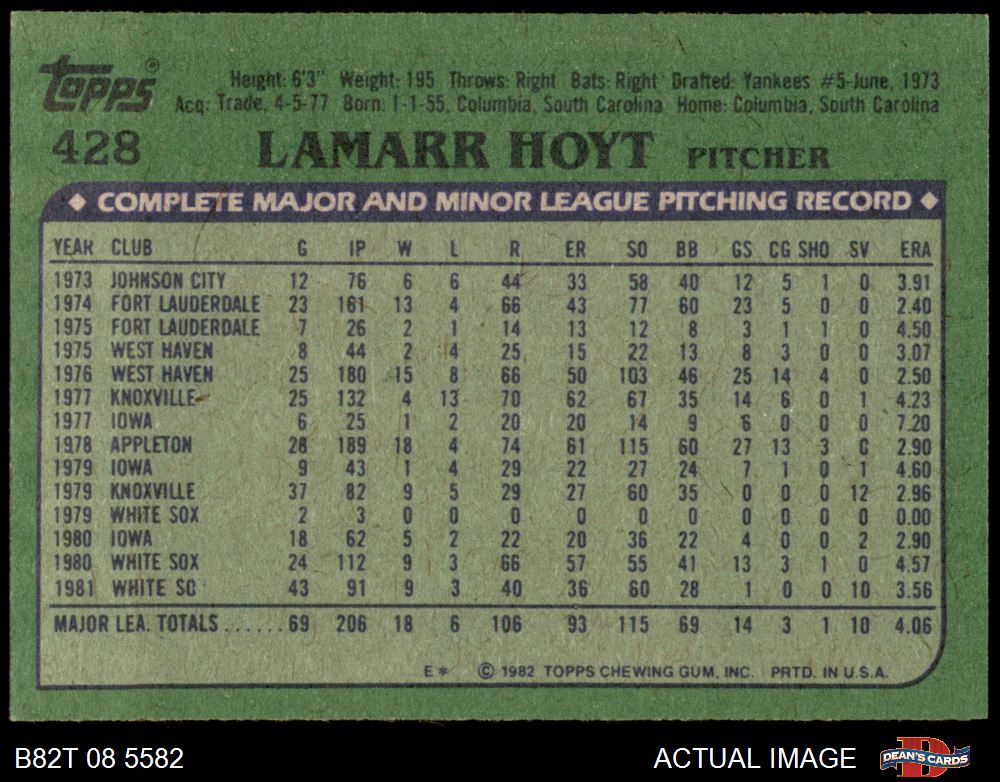 topps®
Height: 6'3" Weight: 195 Throws: Right Bats: Right Drafted: Yankees #5-June, 1973
Acq: Trade, 4-5-77 Born: 1-1-55, Columbia, South Carolina Home: Columbia, South Carolina
428 LAMARR HOYT PITCHER
◆ COMPLETE MAJOR AND MINOR LEAGUE PITCHING RECORD ◆
YEAR CLUB G IP W L R ER SO BB GS CG SHO SV ERA
1973 JOHNSON CITY 12 76 6 6 44 33 58 40 12 5 1 0 3.91
1974 FORT LAUDERDALE 23 161 13 4 66 43 77 60 23 5 0 0 2.40
1975 FORT LAUDERDALE 7 26 2 1 14 13 12 8 3 1 1 0 4.50
1975 WEST HAVEN 8 44 2 4 25 15 22 13 8 3 0 0 3.07
1976 WEST HAVEN 25 180 15 8 66 50 103 46 25 14 4 0 2.50
1977 KNOXVILLE 25 132 4 13 70 62 67 35 14 6 0 1 4.23
1977 IOWA 6 25 1 2 20 20 14 9 6 0 0 0 7.20
1978 APPLETON 28 189 18 4 74 61 115 60 27 13 3 0 2.90
1979 IOWA 9 43 1 4 29 22 27 24 7 1 0 1 4.60
1979 KNOXVILLE 37 82 9 5 29 27 60 35 0 0 0 12 2.96
1979 WHITE SOX 2 3 0 0 0 0 0 0 0 0 0 0 0.00
1980 IOWA 18 62 5 2 22 20 36 22 4 0 0 2 2.90
1980 WHITE SOX 24 112 9 3 66 57 55 41 13 3 1 0 4.57
1981 WHITE SO 43 91 9 3 40 36 60 28 1 0 0 10 3.56
MAJOR LEA. TOTALS......69 206 18 6 106 93 115 69 14 3 1 10 4.06
E* © 1982 TOPPS CHEWING GUM, INC. PRTD. IN U.S.A.
B82T 08 5582 ACTUAL IMAGE DEAN'S CARDS